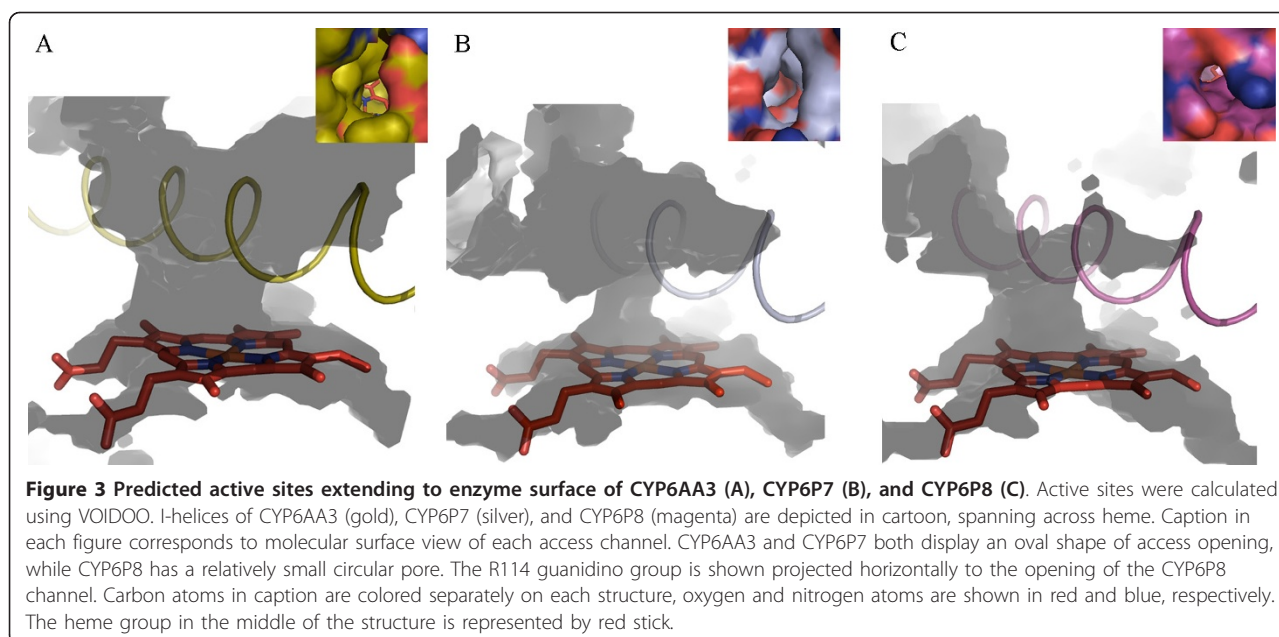 A
B
C
Figure 3 Predicted active sites extending to enzyme surface of CYP6AA3 (A), CYP6P7 (B), and CYP6P8 (C). Active sites were calculated
using VOIDOO. I-helices of CYP6AA3 (gold), CYP6P7 (silver), and CYP6P8 (magenta) are depicted in cartoon, spanning across heme. Caption in
each figure corresponds to molecular surface view of each access channel. CYP6AA3 and CYP6P7 both display an oval shape of access opening,
while CYP6P8 has a relatively small circular pore. The R114 guanidino group is shown projected horizontally to the opening of the CYP6P8
channel. Carbon atoms in caption are colored separately on each structure, oxygen and nitrogen atoms are shown in red and blue, respectively.
The heme group in the middle of the structure is represented by red stick.